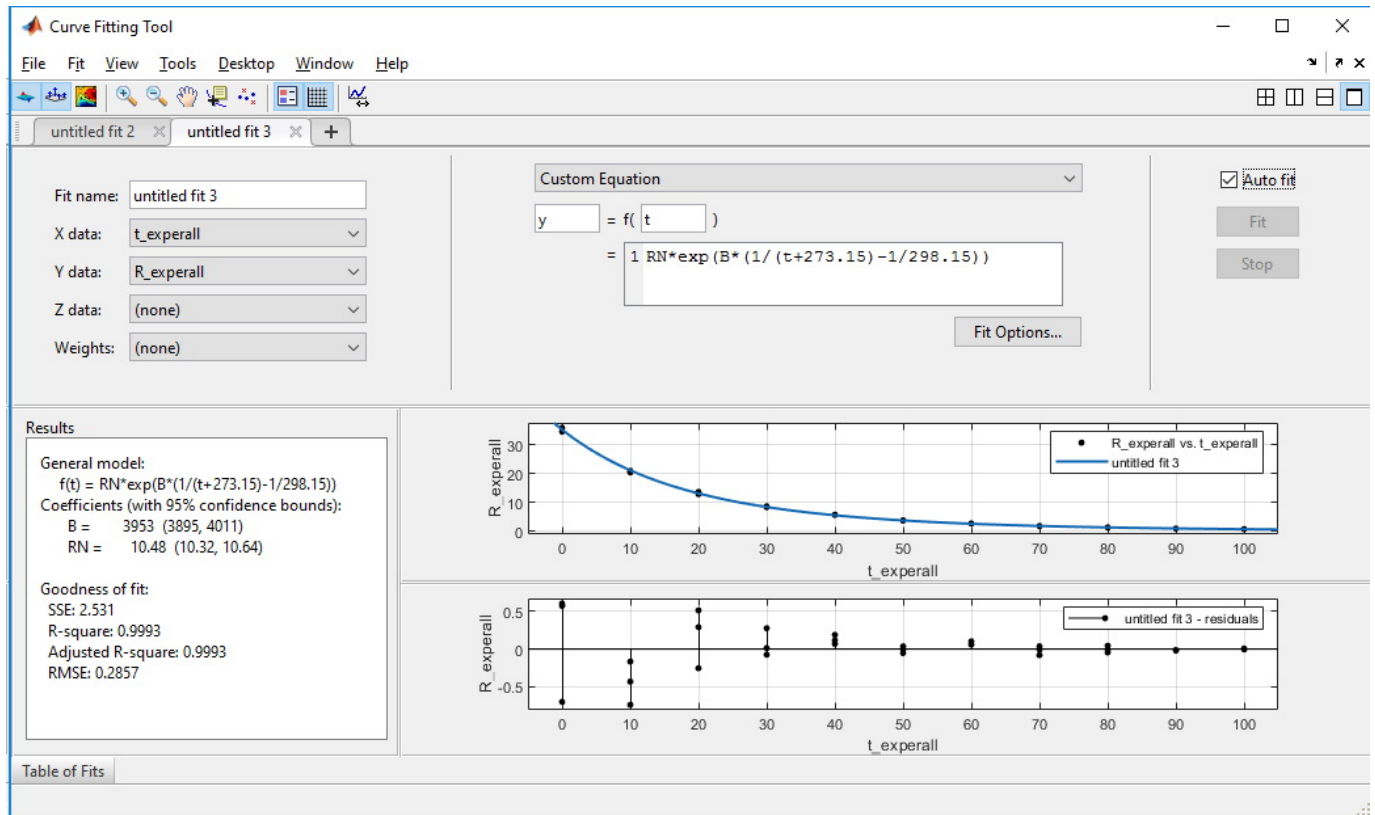 Curve Fitting Tool
File Fit View Tools Desktop Window Help
untitled fit 2
untitled fit 3
Fit name: untitled fit 3
X data: t_experall
Y data: R_experall
Z data: (none)
Weights: (none)
Custom Equation
y = f( t )
= 1 RN*exp(B*(1/(t+273.15)-1/298.15))
Fit Options...
Auto fit
Fit
Stop
Results
General model:
f(t) = RN*exp(B*(1/(t+273.15)-1/298.15))
Coefficients (with 95% confidence bounds):
B = 3953 (3895, 4011)
RN = 10.48 (10.32, 10.64)
Goodness of fit:
SSE: 2.531
R-square: 0.9993
Adjusted R-square: 0.9993
RMSE: 0.2857
R_experall
30
20
10
0
R_experall vs. t_experall
untitled fit 3
0 10 20 30 40 50 60 70 80 90 100
t_experall
R_experall
0.5
0
-0.5
untitled fit 3 - residuals
0 10 20 30 40 50 60 70 80 90 100
t_experall
Table of Fits